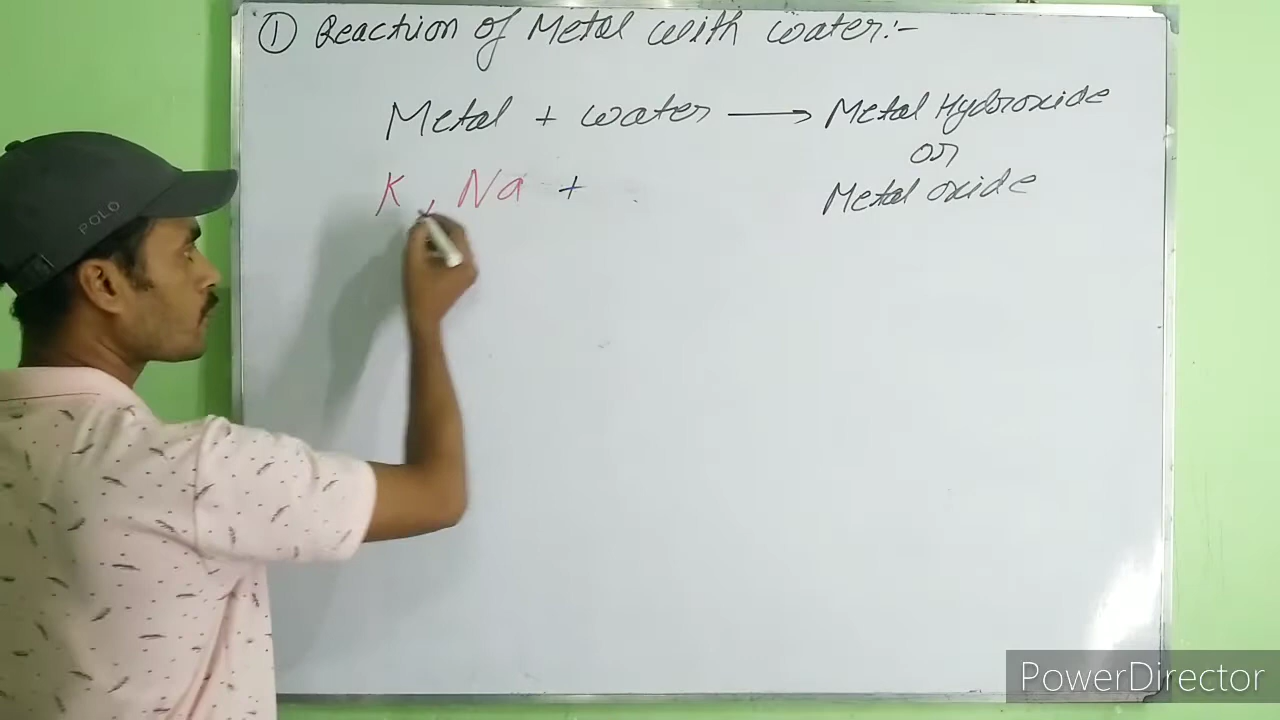 ① Reaction of Metal with water:-
Metal + water ⟶ Metal Hydroxide
or
K, Na + Metal oxide
POLO
PowerDirector